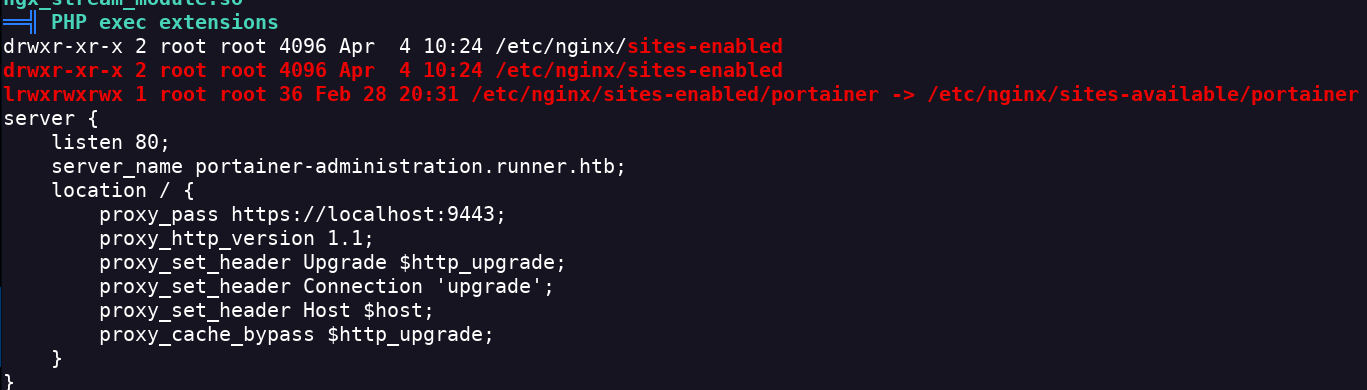 ngx_stream_module.so
══╣ PHP exec extensions
drwxr-xr-x 2 root root 4096 Apr  4 10:24 /etc/nginx/sites-enabled
drwxr-xr-x 2 root root 4096 Apr  4 10:24 /etc/nginx/sites-enabled
lrwxrwxrwx 1 root root 36 Feb 28 20:31 /etc/nginx/sites-enabled/portainer -> /etc/nginx/sites-available/portainer
server {
    listen 80;
    server_name portainer-administration.runner.htb;
    location / {
        proxy_pass https://localhost:9443;
        proxy_http_version 1.1;
        proxy_set_header Upgrade $http_upgrade;
        proxy_set_header Connection 'upgrade';
        proxy_set_header Host $host;
        proxy_cache_bypass $http_upgrade;
    }
}